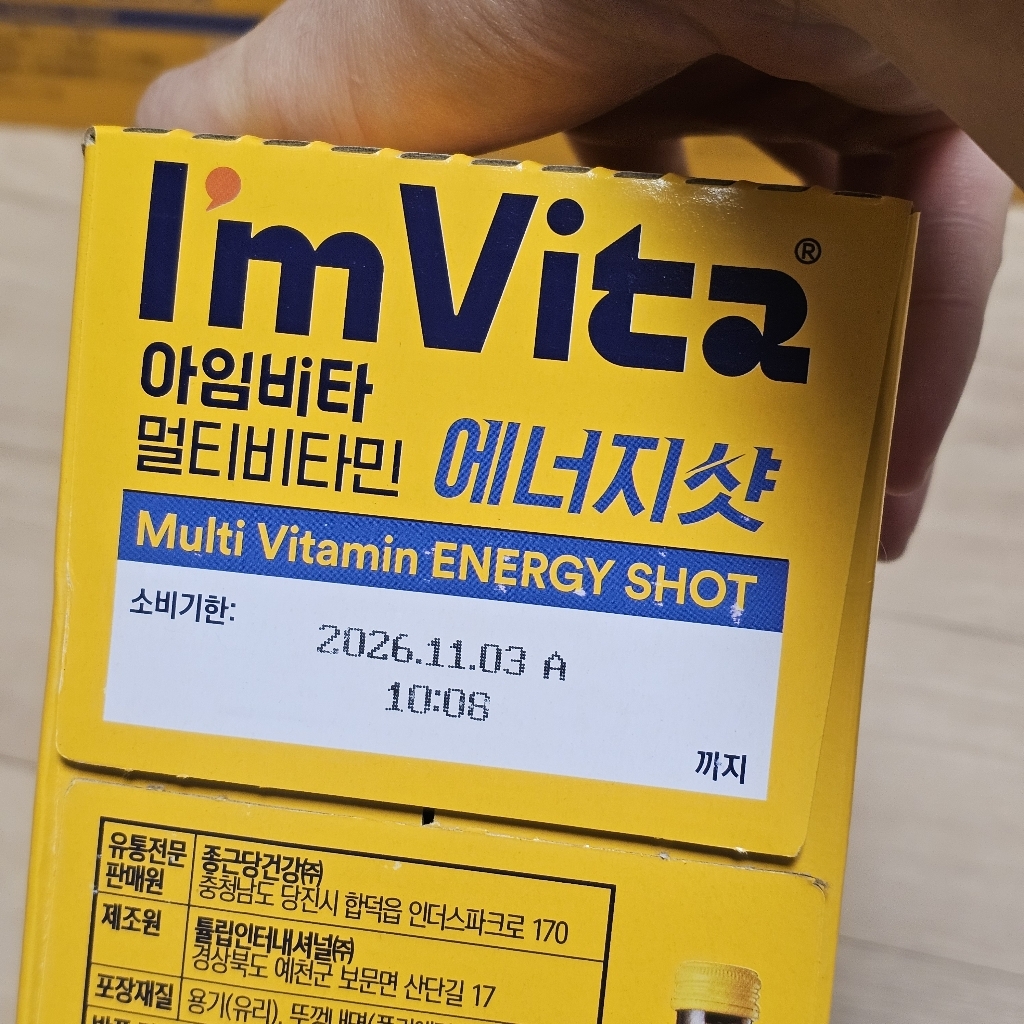 I'm Vita®
아임비타
멀티비타민 에너지샷
Multi Vitamin ENERGY SHOT
소비기한:
2026.11.03 A
10:08
까지
유통전문
판매원
종근당건강㈜
충청남도 당진시 합덕읍 인더스파크로 170
제조원
튤립인터내셔널㈜
경상북도 예천군 보문면 산단길 17
포장재질
용기(유리),